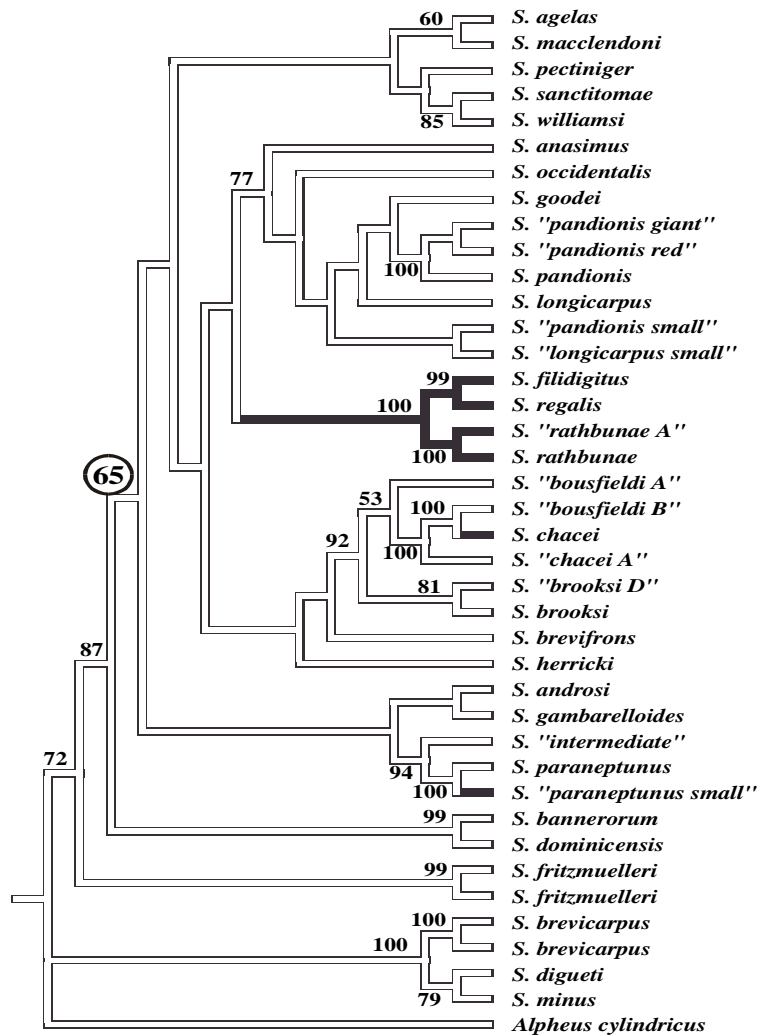 60 S. agelas
S. macclendoni
S. pectiniger
S. sanctitomae
85 S. williamsi
S. anasimus
77 S. occidentalis
S. goodei
S. "pandionis giant"
S. "pandionis red"
100 S. pandionis
S. longicarpus
S. "pandionis small"
S. "longicarpus small"
99 S. filidigitus
100 S. regalis
S. "rathbunae A"
100 S. rathbunae
65 S. "bousfieldi A"
53 100 S. "bousfieldi B"
92 S. chacei
100 S. "chacei A"
81 S. "brooksi D"
S. brooksi
S. brevifrons
87 S. herricki
S. androsi
S. gambarelloides
S. "intermediate"
72 94 S. paraneptunus
100 S. "paraneptunus small"
99 S. bannerorum
S. dominicensis
99 S. fritzmuelleri
S. fritzmuelleri
100 S. brevicarpus
100 S. brevicarpus
S. digueti
79 S. minus
Alpheus cylindricus